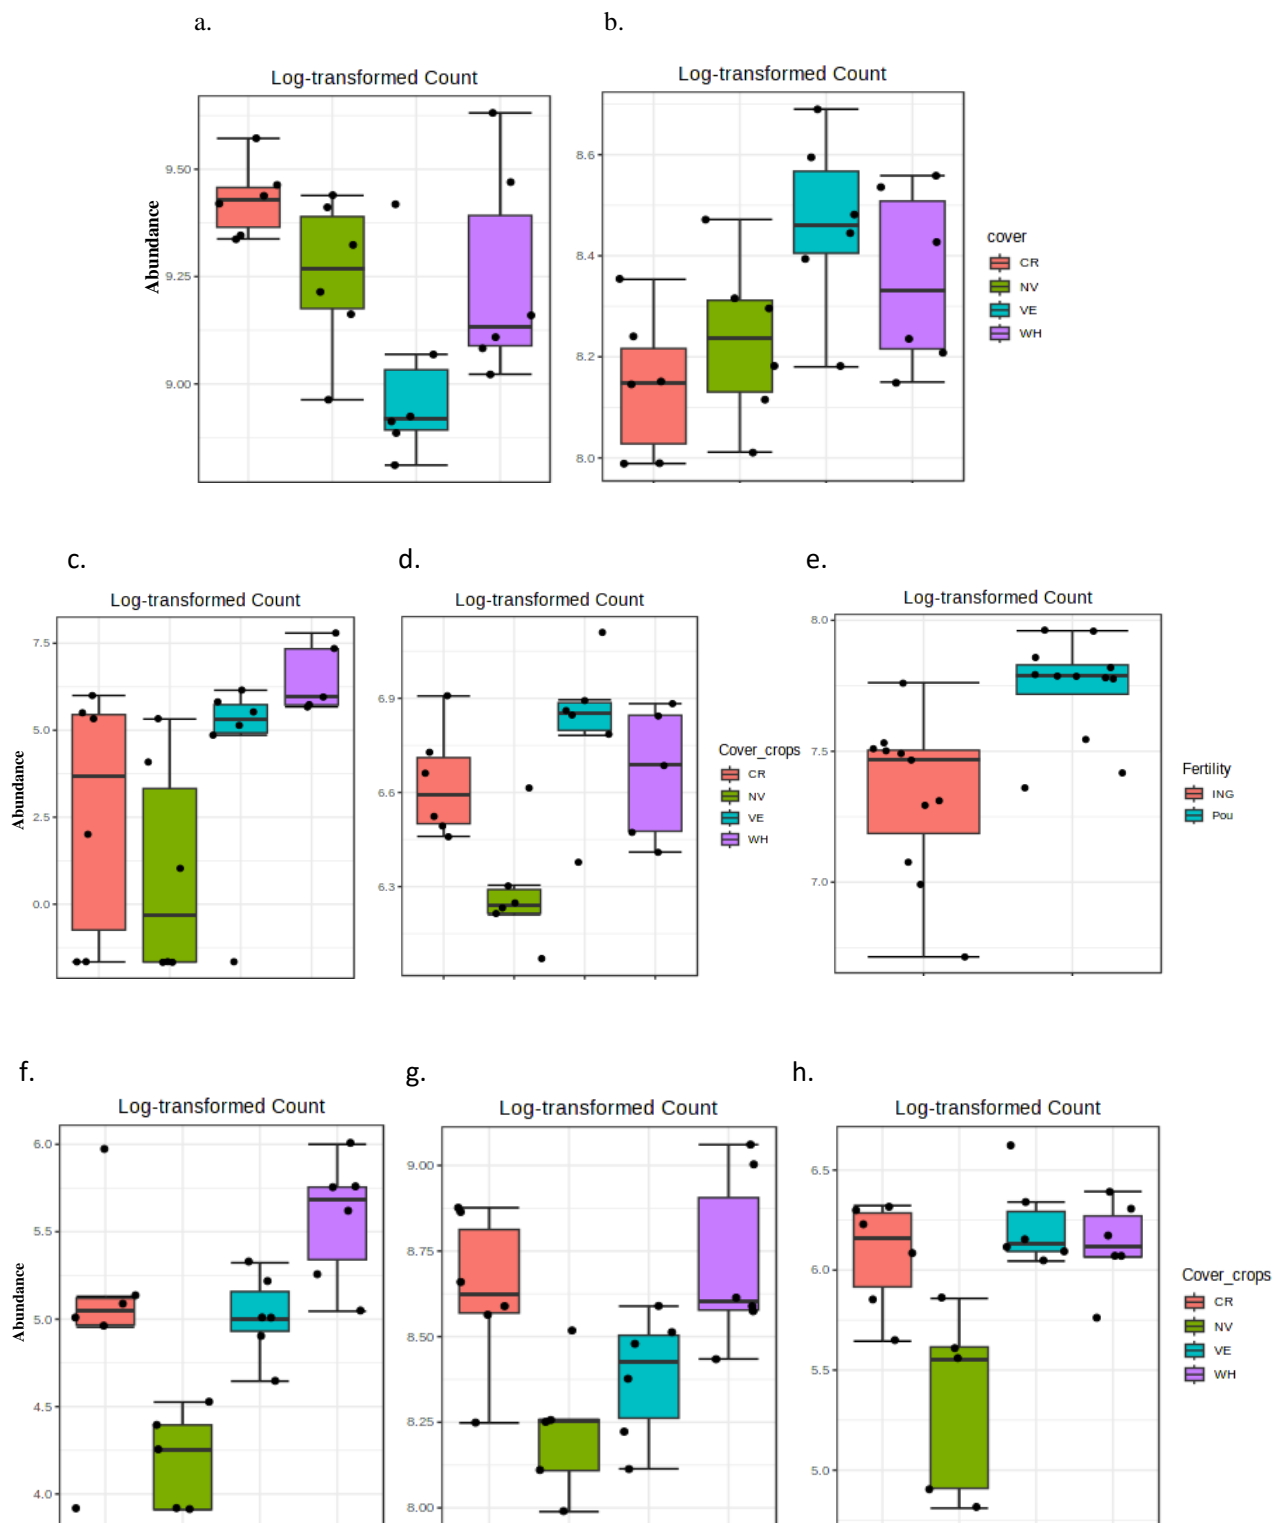 a.
b.
Log-transformed Count
Log-transformed Count
Abundance
9.50
9.25
9.00
8.6
8.4
8.2
8.0
cover
CR
NV
VE
WH
c.
d.
e.
Log-transformed Count
Log-transformed Count
Log-transformed Count
Abundance
7.5
5.0
2.5
0.0
6.9
6.6
6.3
Cover_crops
CR
NV
VE
WH
8.0
7.5
7.0
Fertility
ING
Pou
f.
g.
h.
Log-transformed Count
Log-transformed Count
Log-transformed Count
Abundance
6.0
5.5
5.0
4.5
4.0
9.00
8.75
8.50
8.25
8.00
6.5
6.0
5.5
5.0
Cover_crops
CR
NV
VE
WH